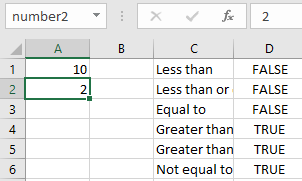 number2 fx 2
A B C D
1 10 Less than FALSE
2 2 Less than or FALSE
3 Equal to FALSE
4 Greater than TRUE
5 Greater than TRUE
6 Not equal to TRUE